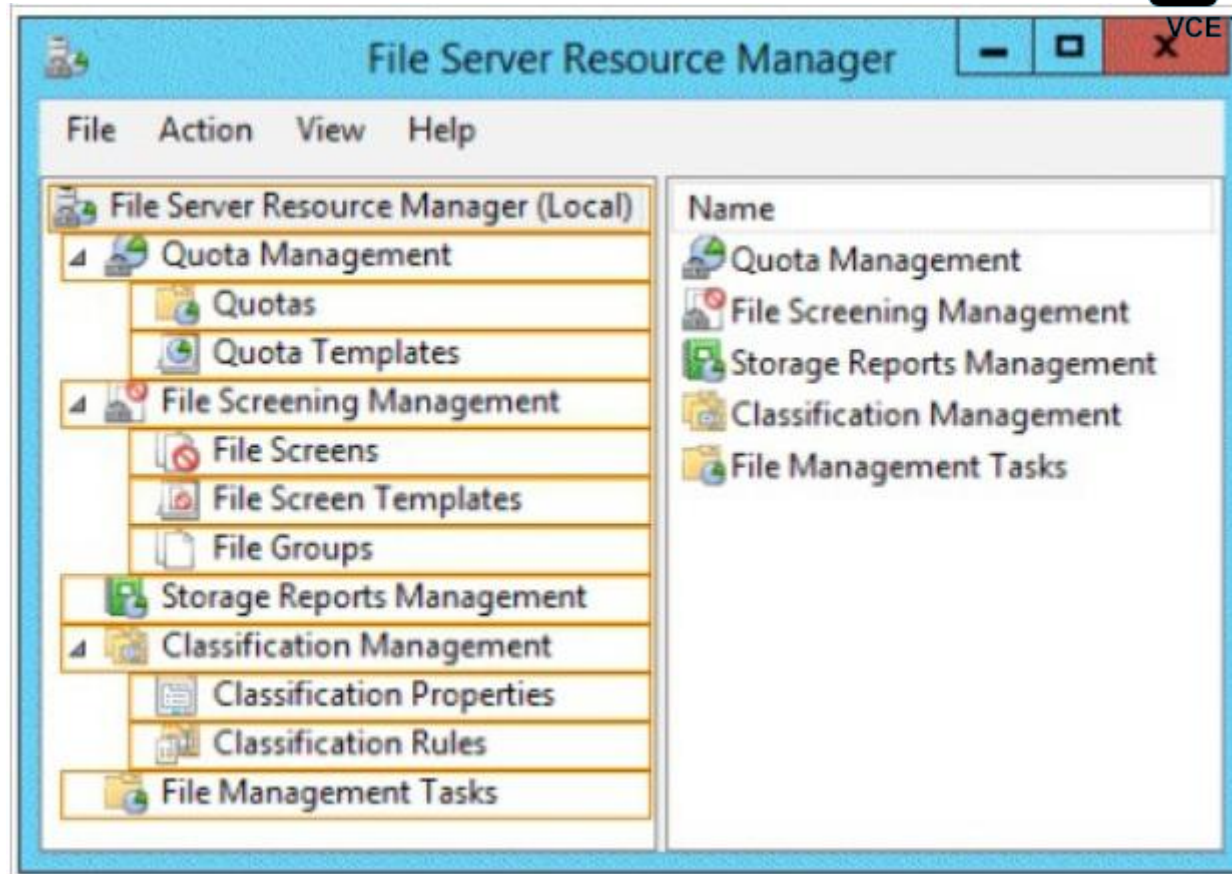 VCE
File Server Resource Manager
File Action View Help
File Server Resource Manager (Local)
Quota Management
Quotas
Quota Templates
File Screening Management
File Screens
File Screen Templates
File Groups
Storage Reports Management
Classification Management
Classification Properties
Classification Rules
File Management Tasks
Name
Quota Management
File Screening Management
Storage Reports Management
Classification Management
File Management Tasks